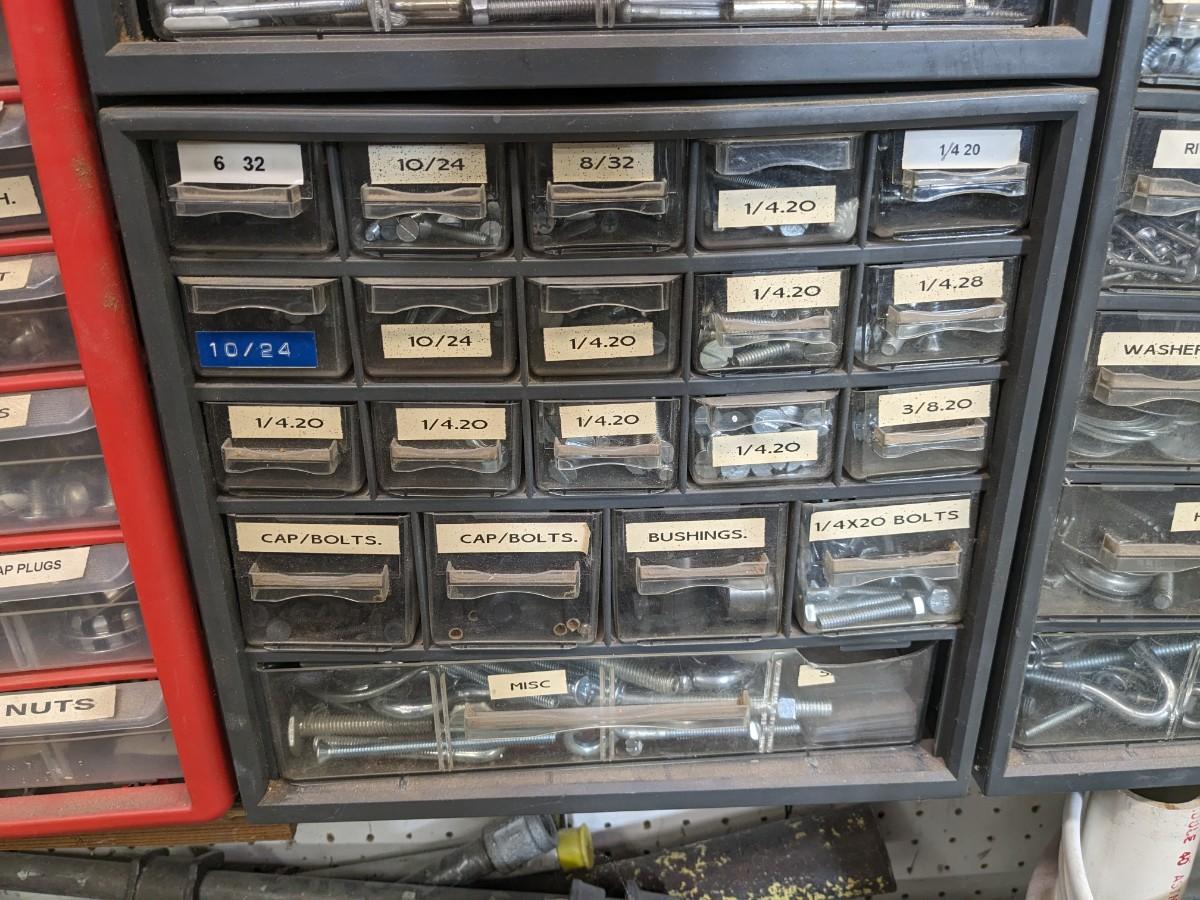 6 32
10/24
8/32
1/4.20
1/4 20
10/24
10/24
1/4.20
1/4.20
1/4.28
1/4.20
1/4.20
1/4.20
1/4.20
3/8.20
CAP/BOLTS.
CAP/BOLTS.
BUSHINGS.
1/4X20 BOLTS
MISC
H.
T
S
AP PLUGS
NUTS
RI
WASHER
H